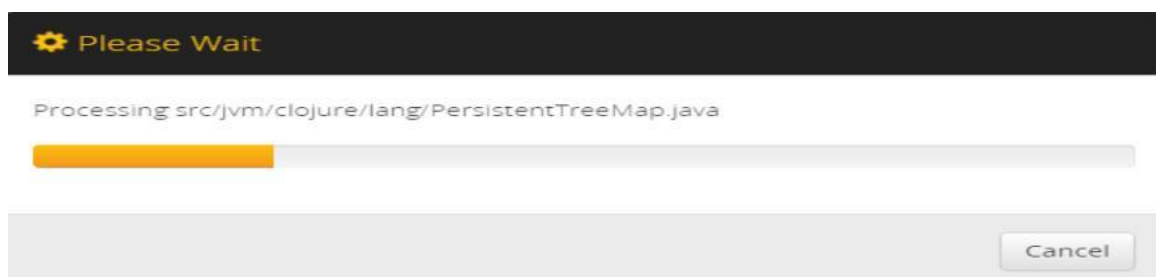 Please Wait
Processing src/jvm/clojure/lang/PersistentTreeMap.java
Cancel